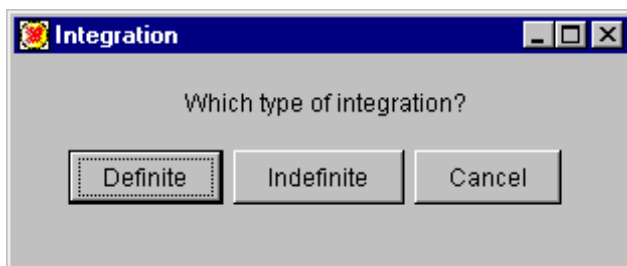 Integration
Which type of integration?
Definite Indefinite Cancel